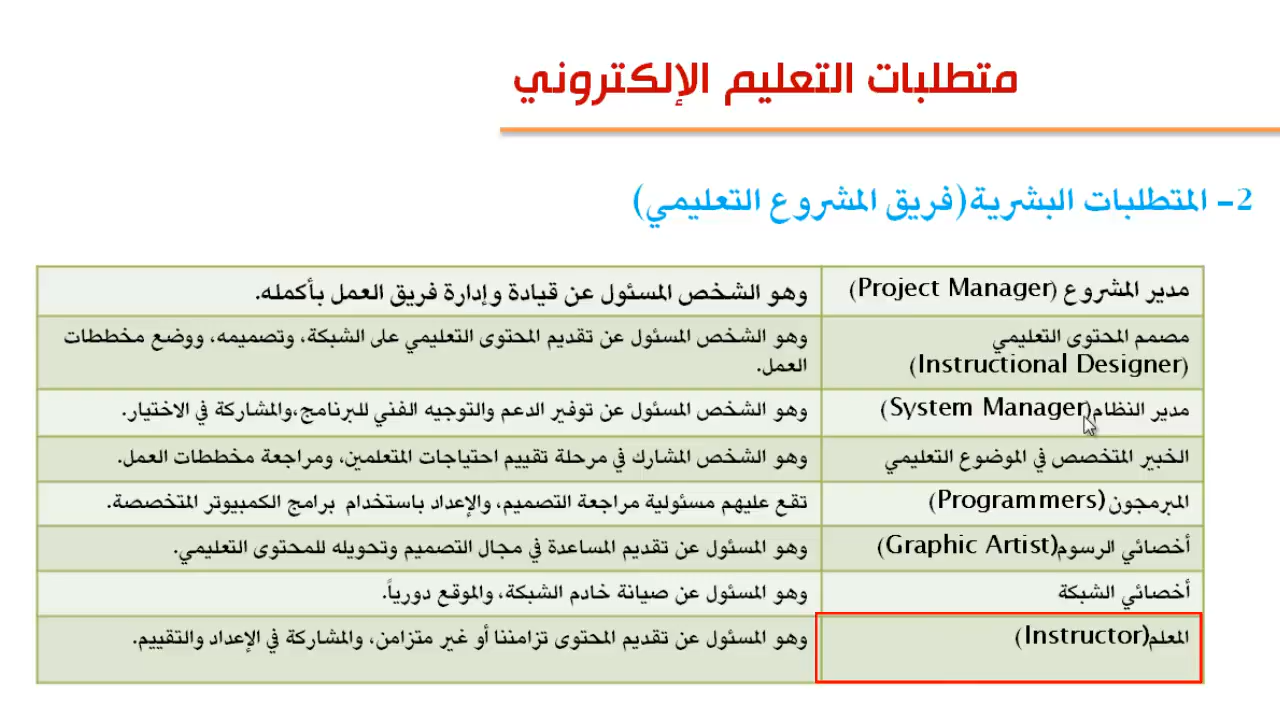 متطلبات التعليم الإلكتروني
2- المتطلبات البشرية(فريق المشروع التعليمي)
مدير المشروع (Project Manager)
وهو الشخص المسئول عن قيادة وإدارة فريق العمل بأكمله.
مصمم المحتوى التعليمي
(Instructional Designer)
وهو الشخص المسئول عن تقديم المحتوى التعليمي على الشبكة، وتصميمه، ووضع مخططات
العمل.
مدير النظام(System Manager)
وهو الشخص المسئول عن توفير الدعم والتوجيه الفني للبرنامج،والمشاركة في الاختيار.
الخبير المتخصص في الموضوع التعليمي
وهو الشخص المشارك في مرحلة تقييم احتياجات المتعلمين، ومراجعة مخططات العمل.
المبرمجون (Programmers)
تقع عليهم مسئولية مراجعة التصميم، والإعداد باستخدام برامج الكمبيوتر المتخصصة.
أخصائي الرسوم(Graphic Artist)
وهو المسئول عن تقديم المساعدة في مجال التصميم وتحويله للمحتوى التعليمي.
أخصائي الشبكة
وهو المسئول عن صيانة خادم الشبكة، والموقع دورياً.
المعلم(Instructor)
وهو المسئول عن تقديم المحتوى تزامننا أو غير متزامن، والمشاركة في الإعداد والتقييم.